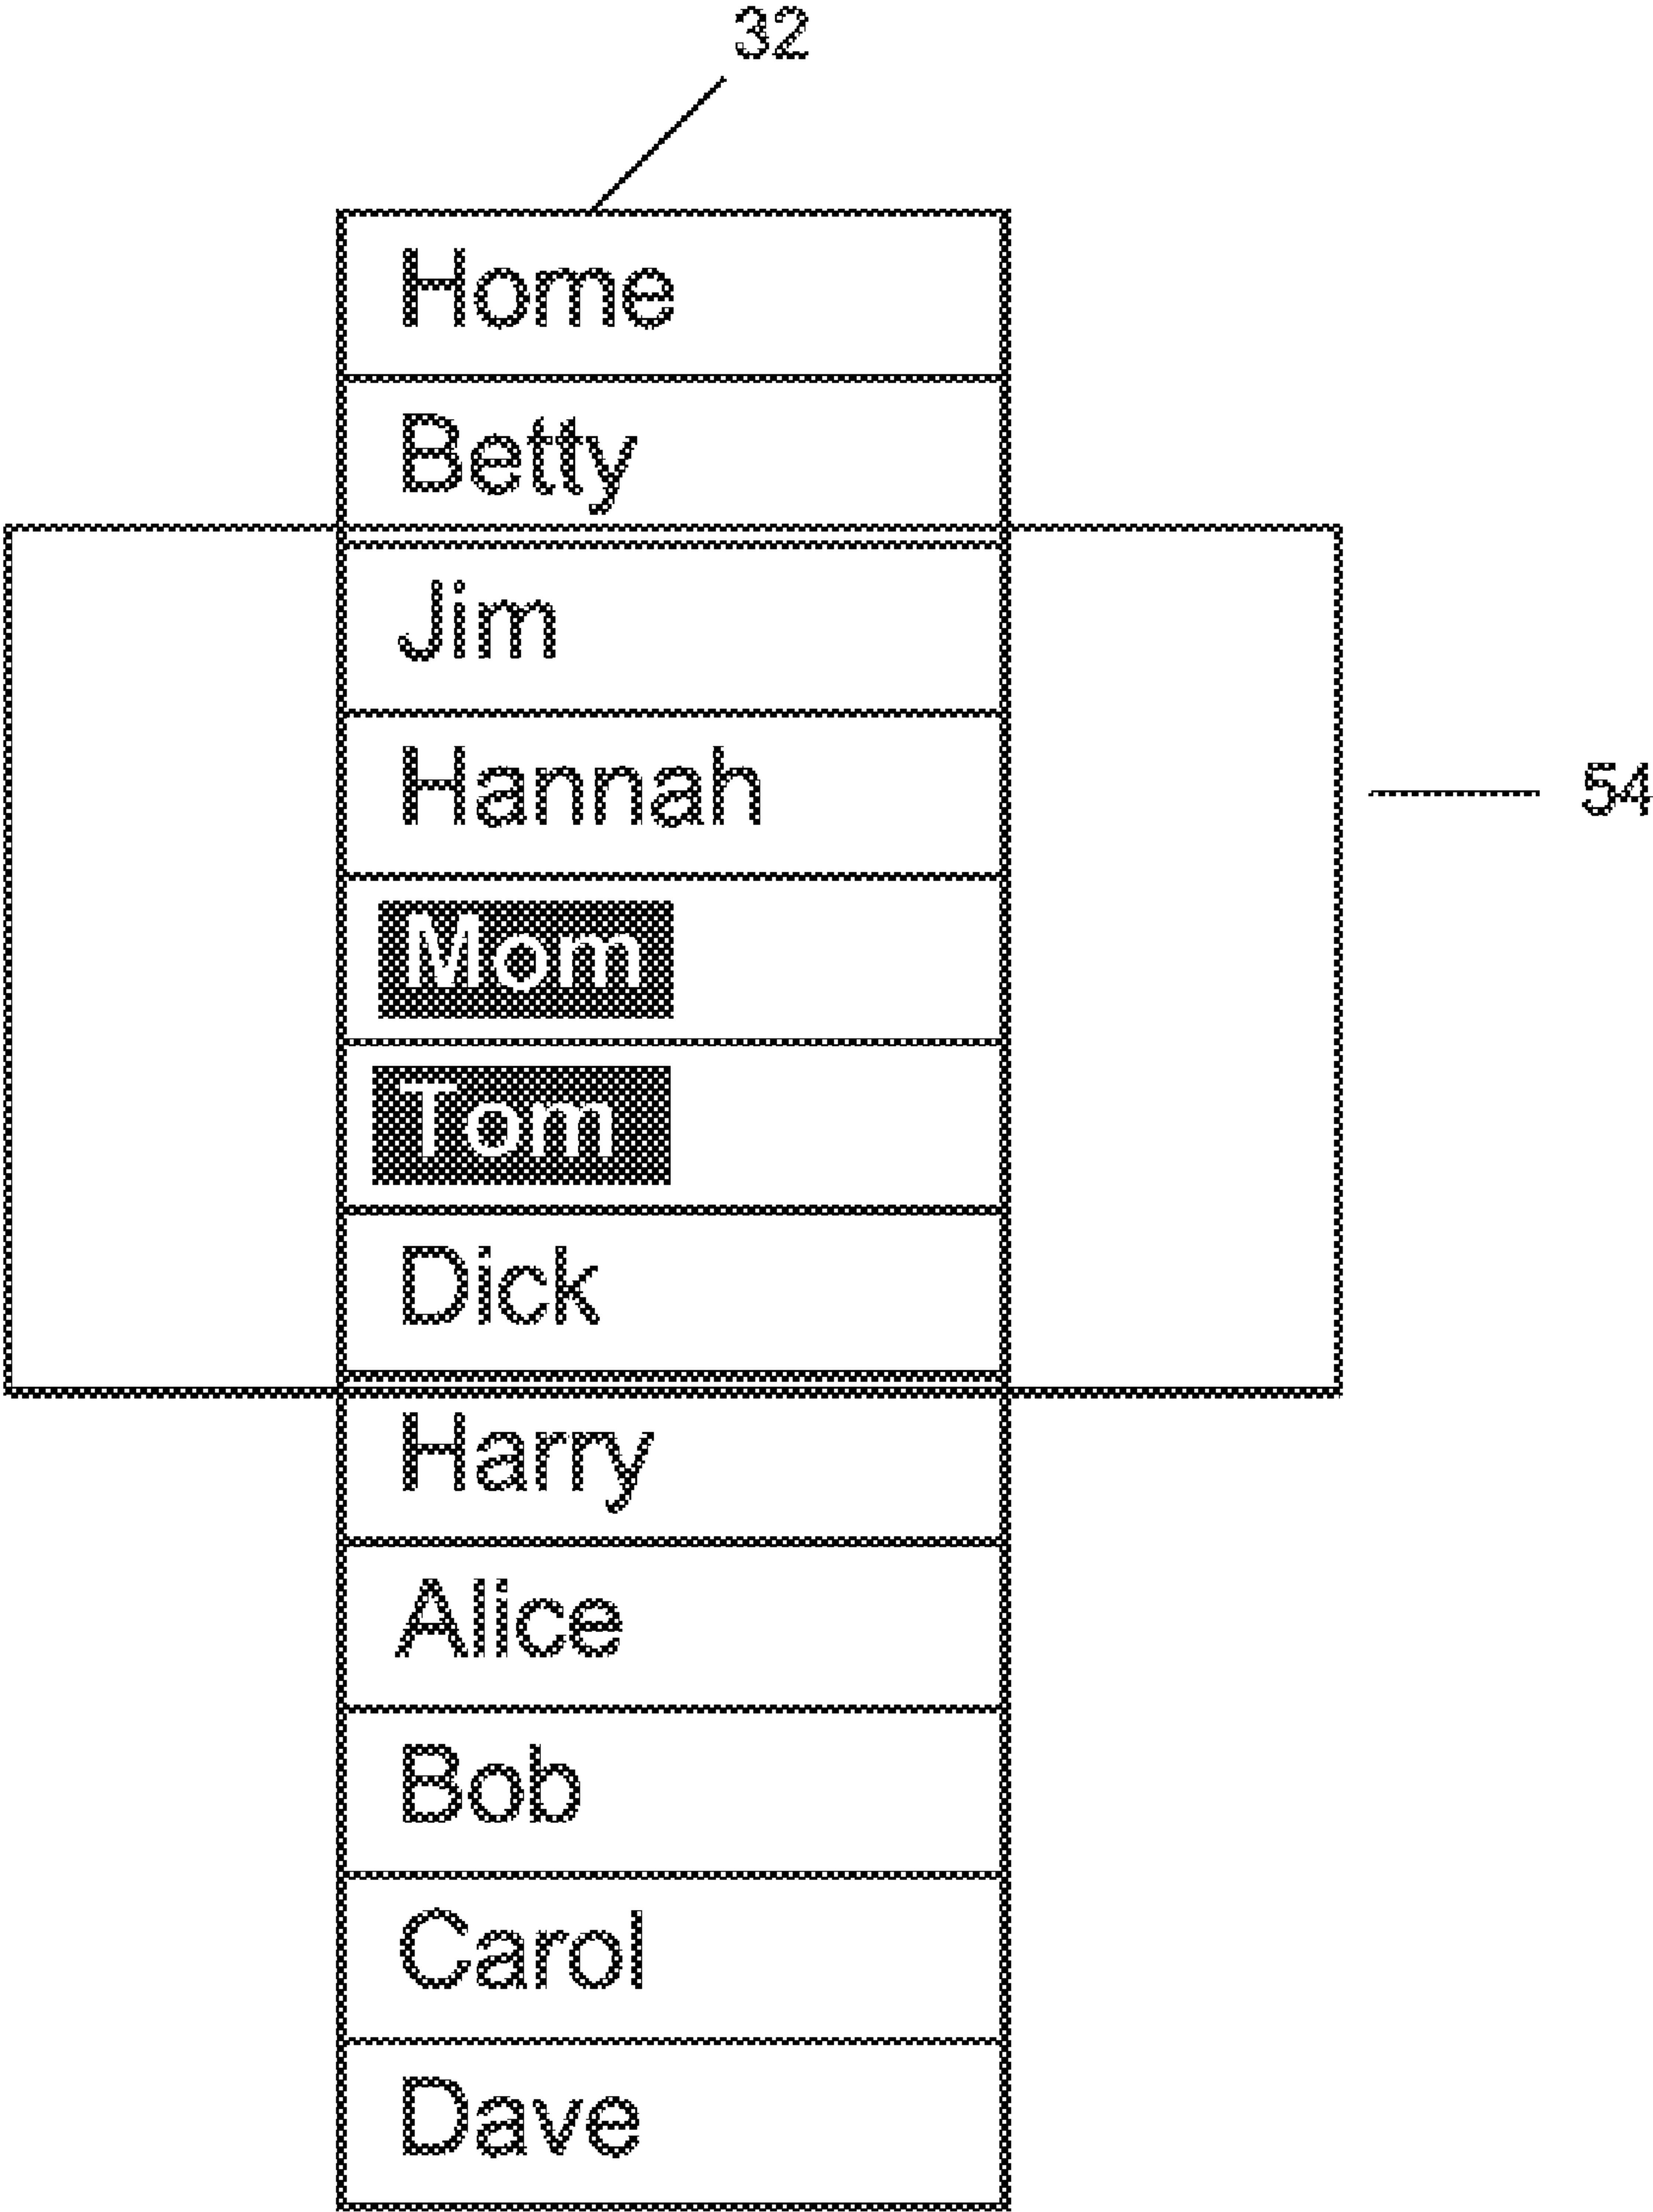 32
Home
Betty
Jim
Hannah
54
Mom
Tom
Dick
Harry
Alice
Bob
Carol
Dave